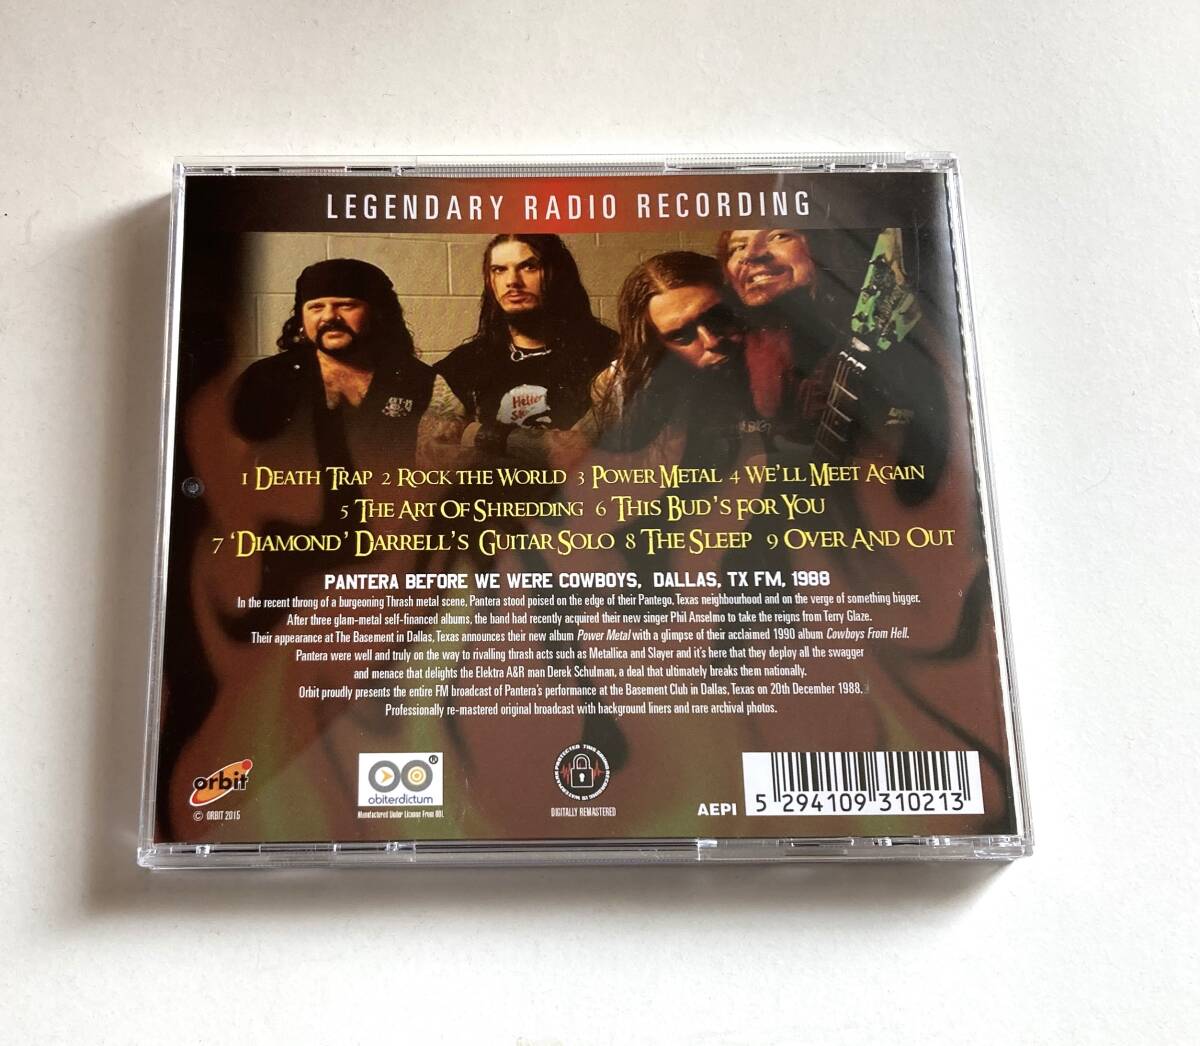 LEGENDARY RADIO RECORDING
Helter
1 DEATH TRAP 2 ROCK THE WORLD 3 POWER METAL 4 WE'LL MEET AGAIN
5 THE ART OF SHREDDING 6 THIS BUD'S FOR YOU
7 'DIAMOND' DARRELL'S GUITAR SOLO 8 THE SLEEP 9 OVER AND OUT
PANTERA BEFORE WE WERE COWBOYS, DALLAS, TX FM, 1988
In the recent throng of a burgeoning Thrash metal scene, Pantera stood poised on the edge of their Pantego, Texas neighbourhood and on the verge of something bigger.
After three glam-metal self-financed albums, the band had recently acquired their new singer Phil Anselmo to take the reigns from Terry Glaze.
Their appearance at The Basement in Dallas, Texas announces their new album Power Metal with a glimpse of their acclaimed 1990 album Cowboys From Hell.
Pantera were well and truly on the way to rivalling thrash acts such as Metallica and Slayer and it's here that they deploy all the swagger
and menace that delights the Elektra A&R man Derek Schulman, a deal that ultimately breaks them nationally.
Orbit proudly presents the entire FM broadcast of Pantera's performance at the Basement Club in Dallas, Texas on 20th December 1988.
Professionally re-mastered original broadcast with background liners and rare archival photos.
orbit
© ORBIT 2015
obiterdictum
Manufactured Under License From ODL
DIGITALLY REMASTERED
AEPI
5 294109 310213